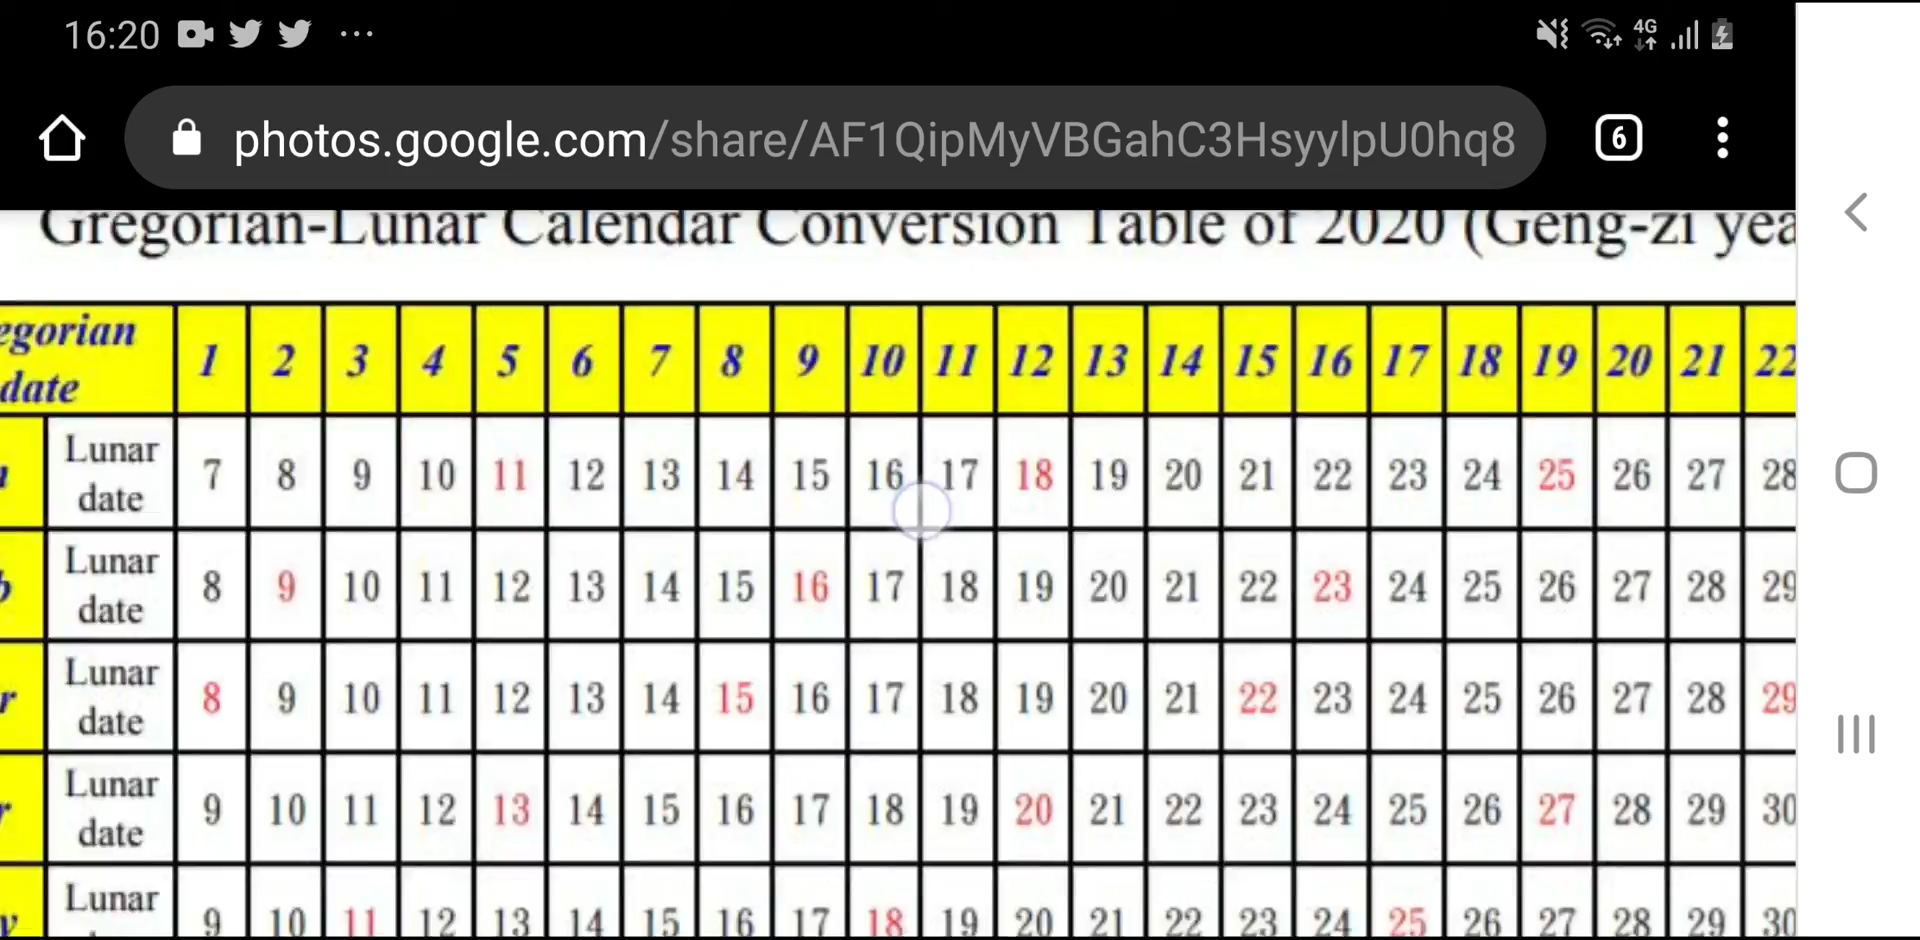 16:20
4G
photos.google.com/share/AF1QipMyVBGahC3HsyylpU0hq8
6
Gregorian-Lunar Calendar Conversion Table of 2020 (Geng-zi yea
egorian date 1 2 3 4 5 6 7 8 9 10 11 12 13 14 15 16 17 18 19 20 21 22
Lunar date 7 8 9 10 11 12 13 14 15 16 17 18 19 20 21 22 23 24 25 26 27 28
Lunar date 8 9 10 11 12 13 14 15 16 17 18 19 20 21 22 23 24 25 26 27 28 29
r Lunar date 8 9 10 11 12 13 14 15 16 17 18 19 20 21 22 23 24 25 26 27 28 29
r Lunar date 9 10 11 12 13 14 15 16 17 18 19 20 21 22 23 24 25 26 27 28 29 30
y Lunar 9 10 11 12 13 14 15 16 17 18 19 20 21 22 23 24 25 26 27 28 29 30